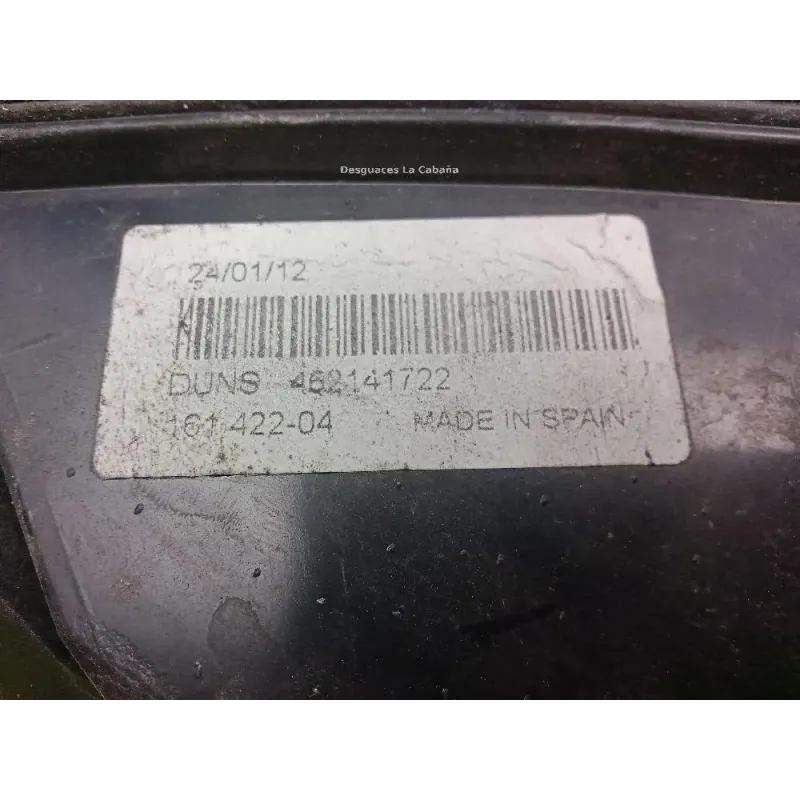 Desguaces La Cabaña
24/01/12
DUNS 462141722
161 422-04 MADE IN SPAIN